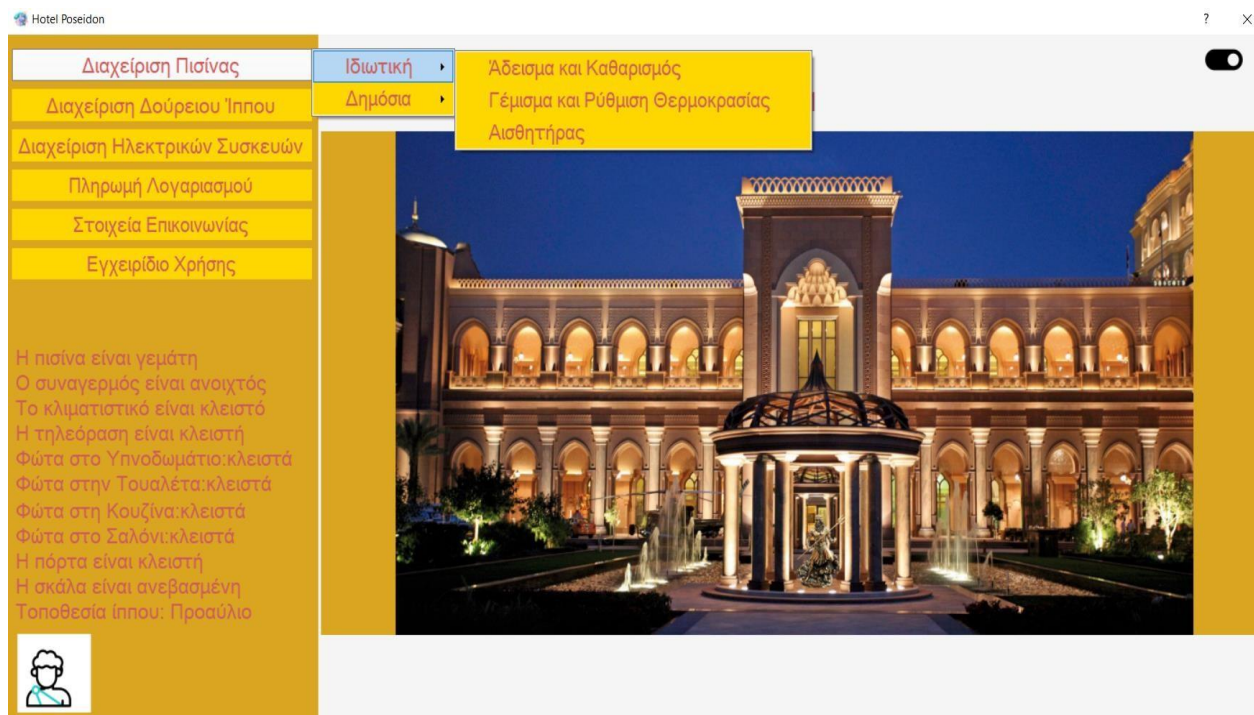 Hotel Poseidon
?
Διαχείριση Πισίνας
Ιδιωτική
Άδεισμα και Καθαρισμός
Διαχείριση Δούρειου Ίππου
Δημόσια
Γέμισμα και Ρύθμιση Θερμοκρασίας
Αισθητήρας
Διαχείριση Ηλεκτρικών Συσκευών
Πληρωμή Λογαριασμού
Στοιχεία Επικοινωνίας
Εγχειρίδιο Χρήσης
Η πισίνα είναι γεμάτη
Ο συναγερμός είναι ανοιχτός
Το κλιματιστικό είναι κλειστό
Η τηλεόραση είναι κλειστή
Φώτα στο Υπνοδωμάτιο:κλειστά
Φώτα στην Τουαλέτα:κλειστά
Φώτα στη Κουζίνα:κλειστά
Φώτα στο Σαλόνι:κλειστά
Η πόρτα είναι κλειστή
Η σκάλα είναι ανεβασμένη
Τοποθεσία ίππου: Προαύλιο